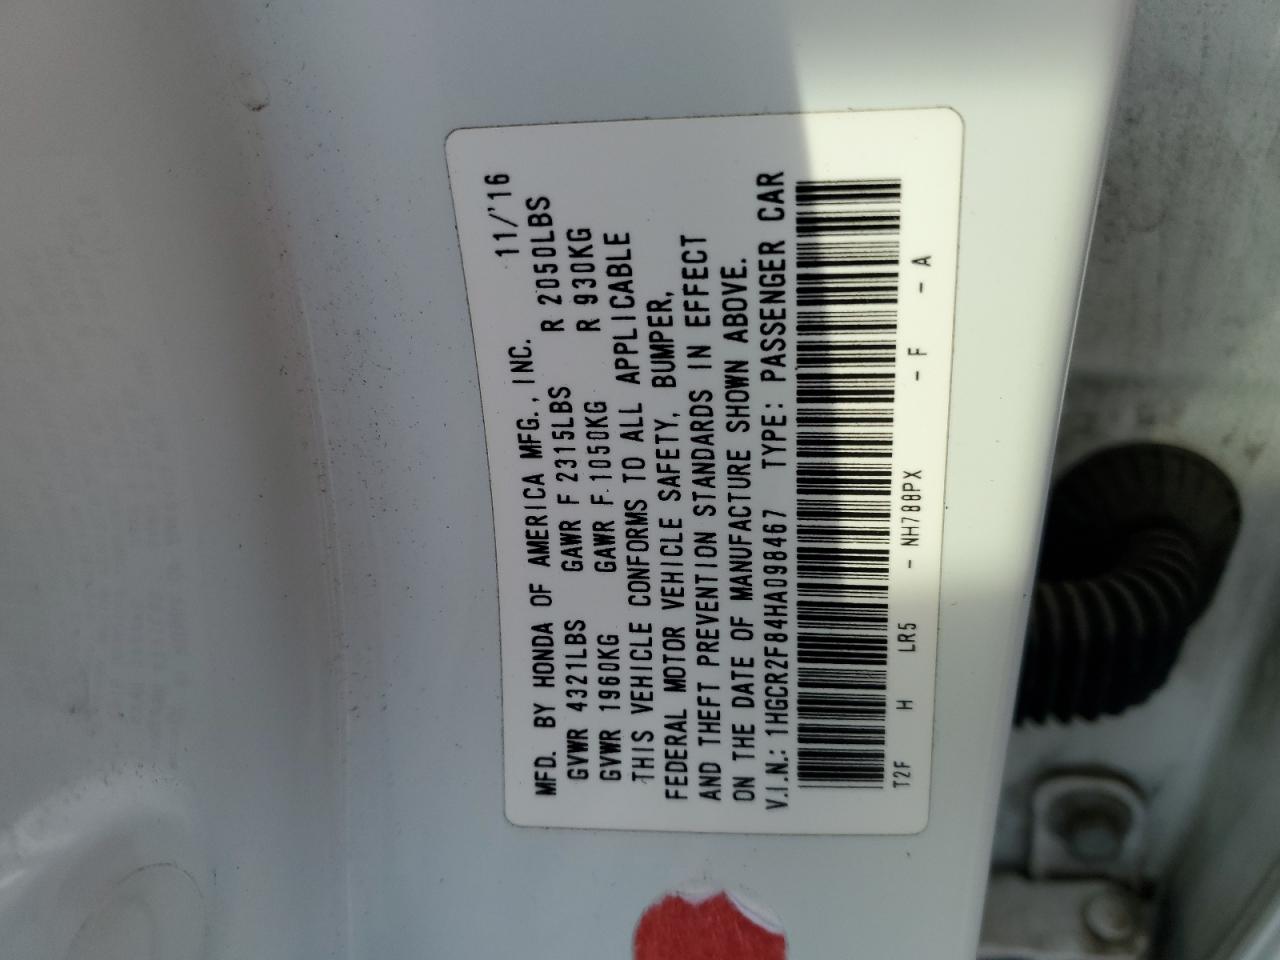 MFD. BY HONDA OF AMERICA MFG., INC. 11/'16
GVWR 4321LBS GAWR F 2315LBS R 2050LBS
GVWR 1960KG GAWR F 1050KG R 930KG
THIS VEHICLE CONFORMS TO ALL APPLICABLE
FEDERAL MOTOR VEHICLE SAFETY, BUMPER,
AND THEFT PREVENTION STANDARDS IN EFFECT
ON THE DATE OF MANUFACTURE SHOWN ABOVE.
V.I.N.: 1HGCR2F84HA098467 TYPE: PASSENGER CAR
T2F H LR5 - NH788PX - F - A